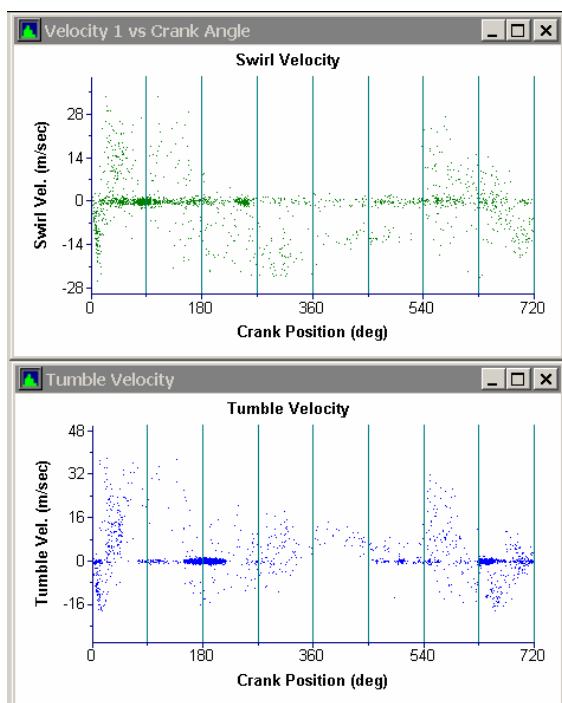 Velocity 1 vs Crank Angle
Swirl Velocity
Swirl Vel. (m/sec)
28
14
0
-14
-28
0 180 360 540 720
Crank Position (deg)
Tumble Velocity
Tumble Velocity
Tumble Vel. (m/sec)
48
32
16
0
-16
0 180 360 540 720
Crank Position (deg)